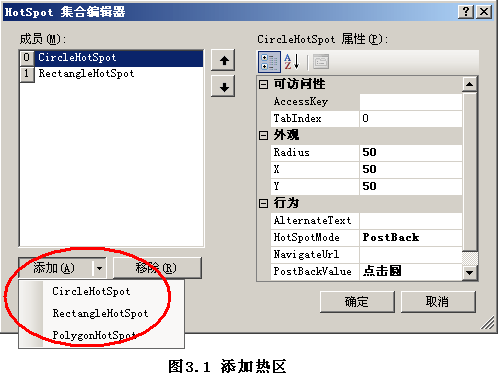 HotSpot 集合编辑器
成员(M):
0 CircleHotSpot
1 RectangleHotSpot
添加(A)
移除(R)
CircleHotSpot
RectangleHotSpot
PolygonHotSpot
CircleHotSpot 属性(P):
可访问性
AccessKey
TabIndex 0
外观
Radius 50
X 50
Y 50
行为
AlternateText
HotSpotMode PostBack
NavigateUrl
PostBackValue 点击圆
确定
取消
图3.1 添加热区